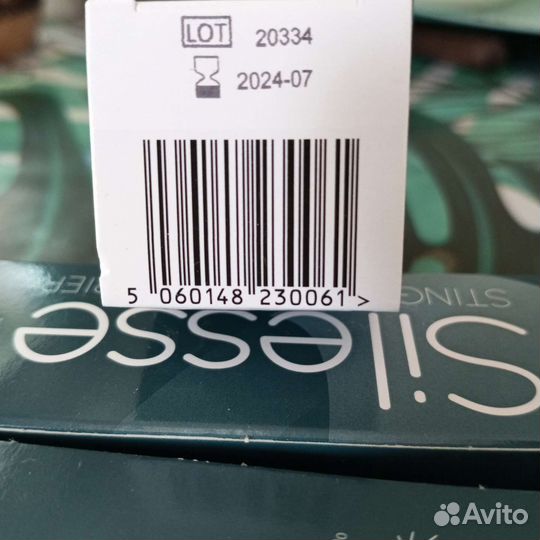 LOT 20334
2024-07
5 060148 230061 >
STING
Silesse
Avito